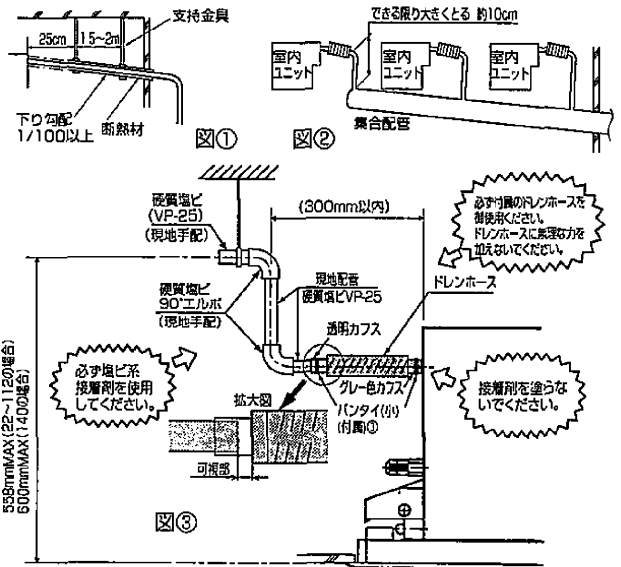 支持金具
25cm
1.5~2m
下り勾配
1/100以上
断熱材
図①
できる限り大きくとる 約10cm
室内
ユニット
室内
ユニット
室内
ユニット
集合配管
図②
硬質塩ビ
(VP-25)
(現地手配)
(300mm以内)
必ず付属のドレンホースを
御使用ください。
ドレンホースに無理な力を
加えないでください。
硬質塩ビ
90°エルボ
(現地手配)
現地配管
硬質塩ビVP-25
ドレンホース
透明カフス
必ず塩ビ系
接着剤を使用
してください。
拡大図
グレー色カフス
バンタイ(小)
(付属①)
接着剤を塗らな
いでください。
可視部
558mmMAX(22~112の場合)
600mmMAX(140の場合)
図③